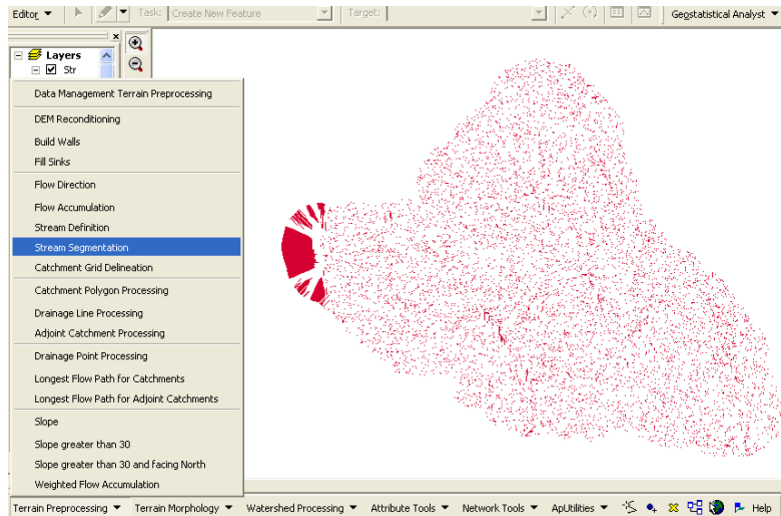 Editor Task: Create New Feature Target: Geostatistical Analyst
Layers
Str
Data Management Terrain Preprocessing
DEM Reconditioning
Build Walls
Fill Sinks
Flow Direction
Flow Accumulation
Stream Definition
Stream Segmentation
Catchment Grid Delineation
Catchment Polygon Processing
Drainage Line Processing
Adjoint Catchment Processing
Drainage Point Processing
Longest Flow Path for Catchments
Longest Flow Path for Adjoint Catchments
Slope
Slope greater than 30
Slope greater than 30 and facing North
Weighted Flow Accumulation
Terrain Preprocessing Terrain Morphology Watershed Processing Attribute Tools Network Tools ApUtilities Help